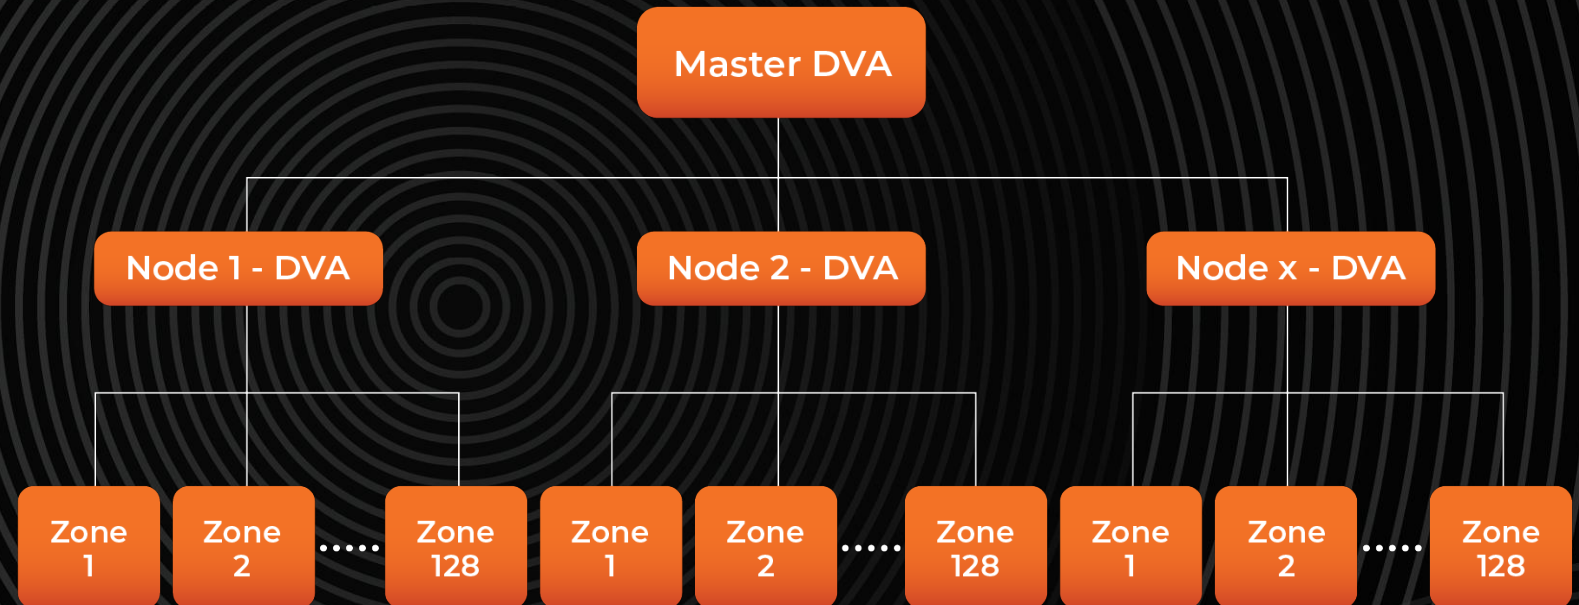 Master DVA
Node 1 - DVA
Node 2 - DVA
Node x - DVA
Zone
1
Zone
2
Zone
128
Zone
1
Zone
2
Zone
128
Zone
1
Zone
2
Zone
128